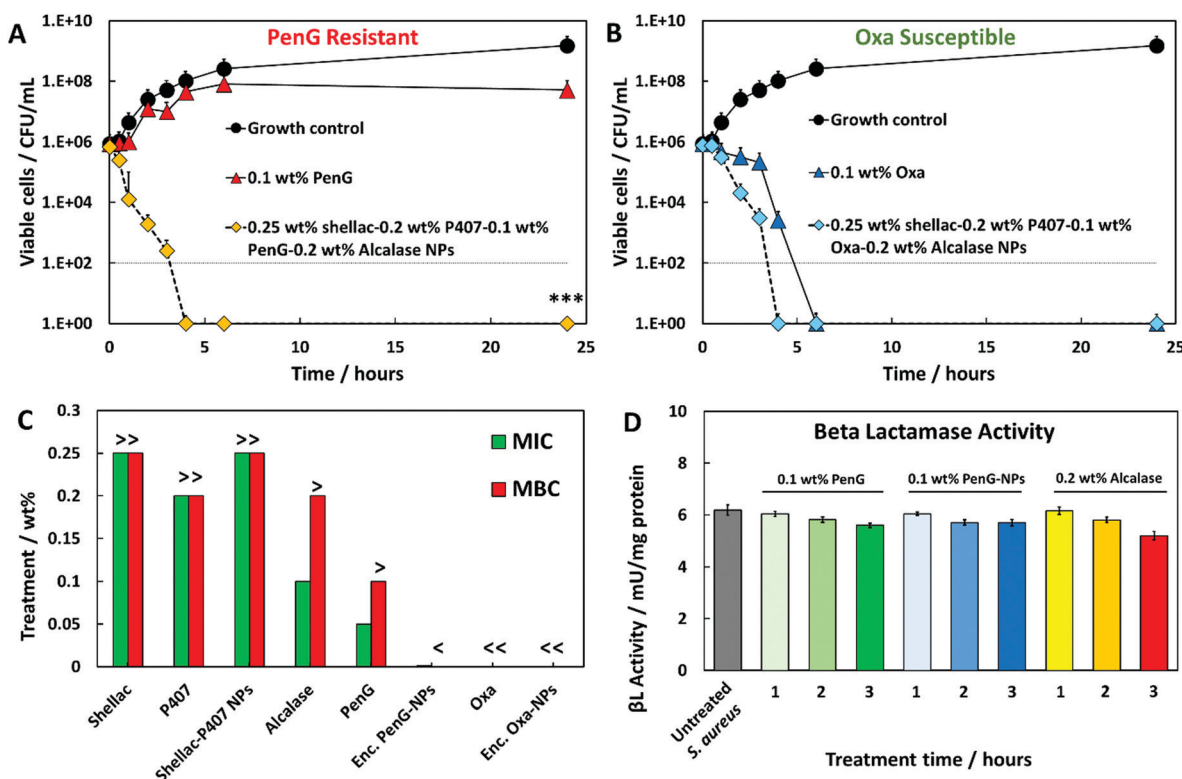 A
PenG Resistant
1.E+10
1.E+08
1.E+06
1.E+04
1.E+02
1.E+00
Viable cells / CFU/mL
Growth control
0.1 wt% PenG
0.25 wt% shellac-0.2 wt% P407-0.1 wt%
PenG-0.2 wt% Alcalase NPs
***
0 5 10 15 20 25
Time / hours
B
Oxa Susceptible
1.E+10
1.E+08
1.E+06
1.E+04
1.E+02
1.E+00
Viable cells / CFU/mL
Growth control
0.1 wt% Oxa
0.25 wt% shellac-0.2 wt% P407-0.1 wt%
Oxa-0.2 wt% Alcalase NPs
0 5 10 15 20 25
Time / hours
C
0.3
0.25
0.2
0.15
0.1
0.05
0
Treatment / wt%
>> >> >> > > < << <<
MIC
MBC
Shellac
P407
Shellac-P407 NPs
Alcalase
PenG
Enc. PenG-NPs
Oxa
Enc. Oxa-NPs
D
Beta Lactamase Activity
10
8
6
4
2
0
βL Activity / mU/mg protein
0.1 wt% PenG 0.1 wt% PenG-NPs 0.2 wt% Alcalase
Untreated
S. aureus
1 2 3 1 2 3 1 2 3
Treatment time / hours